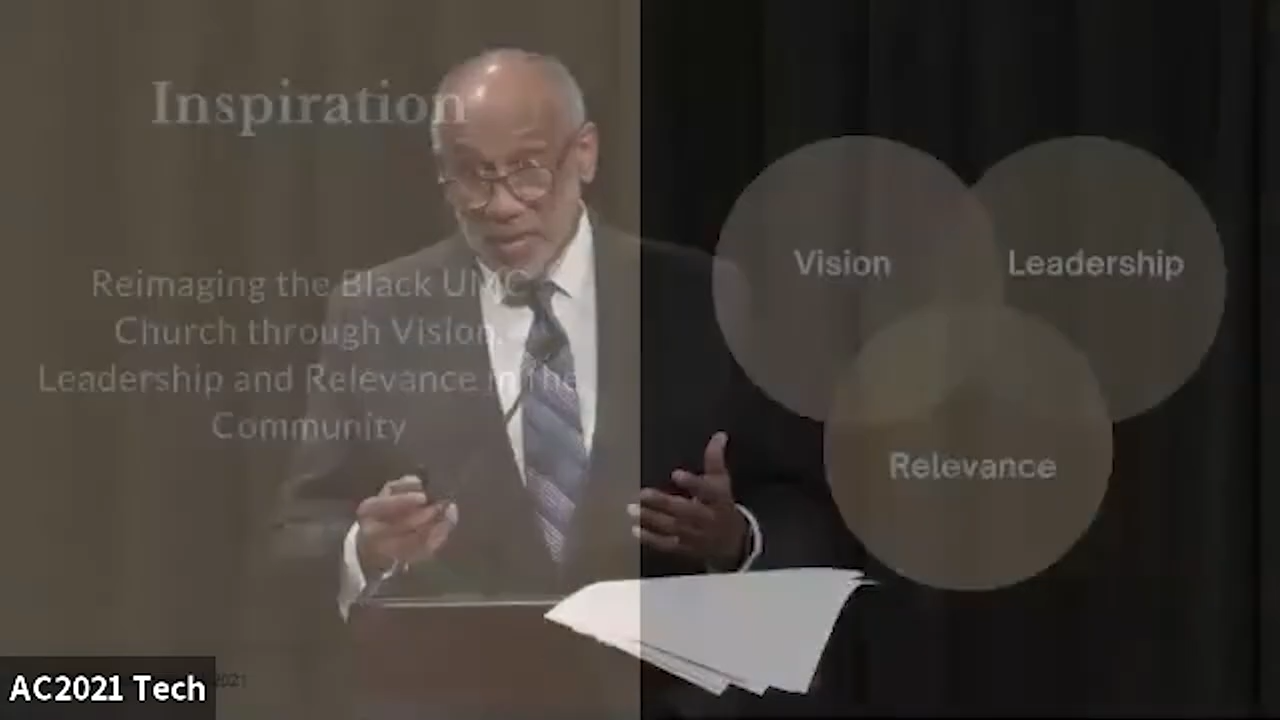 Inspiration
Reimaging the Black UMC
Church through Vision,
Leadership and Relevance in The
Community
Vision
Leadership
Relevance
AC2021 Tech
2021